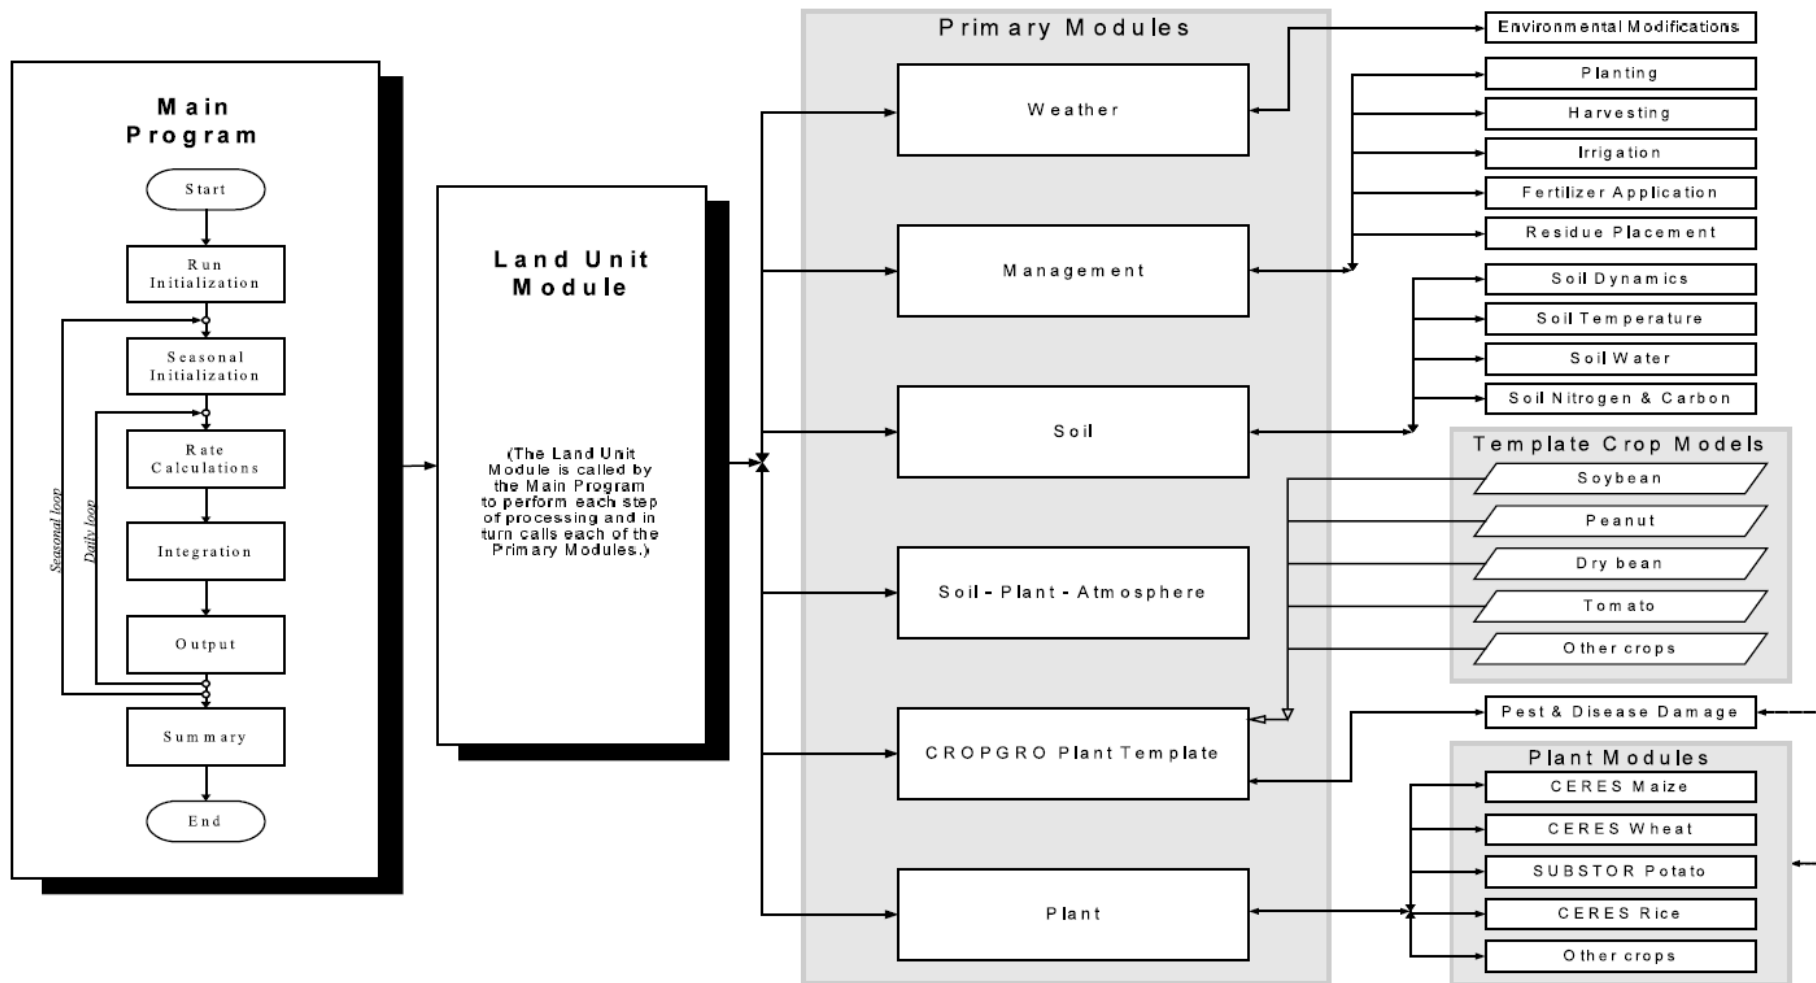 Main
Program
Start
Run
Initialization
Seasonal
Initialization
Rate
Calculations
Integration
Output
Summary
End
Seasonal loop
Daily loop
Land Unit
Module
(The Land Unit
Module is called by
the Main Program
to perform each step
of processing and in
turn calls each of the
Primary Modules.)
Primary Modules
Weather
Management
Soil
Soil - Plant - Atmosphere
CROPGRO Plant Template
Plant
Environmental Modifications
Planting
Harvesting
Irrigation
Fertilizer Application
Residue Placement
Soil Dynamics
Soil Temperature
Soil Water
Soil Nitrogen & Carbon
Template Crop Models
Soybean
Peanut
Dry bean
Tomato
Other crops
Pest & Disease Damage
Plant Modules
CERES Maize
CERES Wheat
SUBSTOR Potato
CERES Rice
Other crops